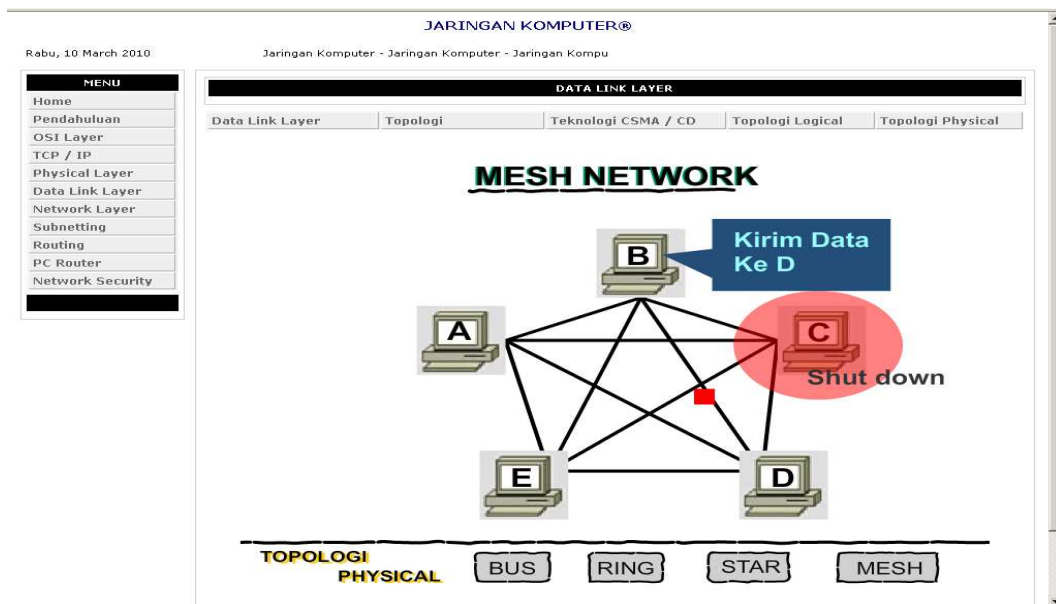 JARINGAN KOMPUTER®
Rabu, 10 March 2010
Jaringan Komputer - Jaringan Komputer - Jaringan Kompu
MENU
Home
Pendahuluan
OSI Layer
TCP / IP
Physical Layer
Data Link Layer
Network Layer
Subnetting
Routing
PC Router
Network Security
DATA LINK LAYER
Data Link Layer Topologi Teknologi CSMA / CD Topologi Logical Topologi Physical
MESH NETWORK
Kirim Data
Ke D
B
A
C
Shut down
E
D
TOPOLOGI
PHYSICAL
BUS RING STAR MESH